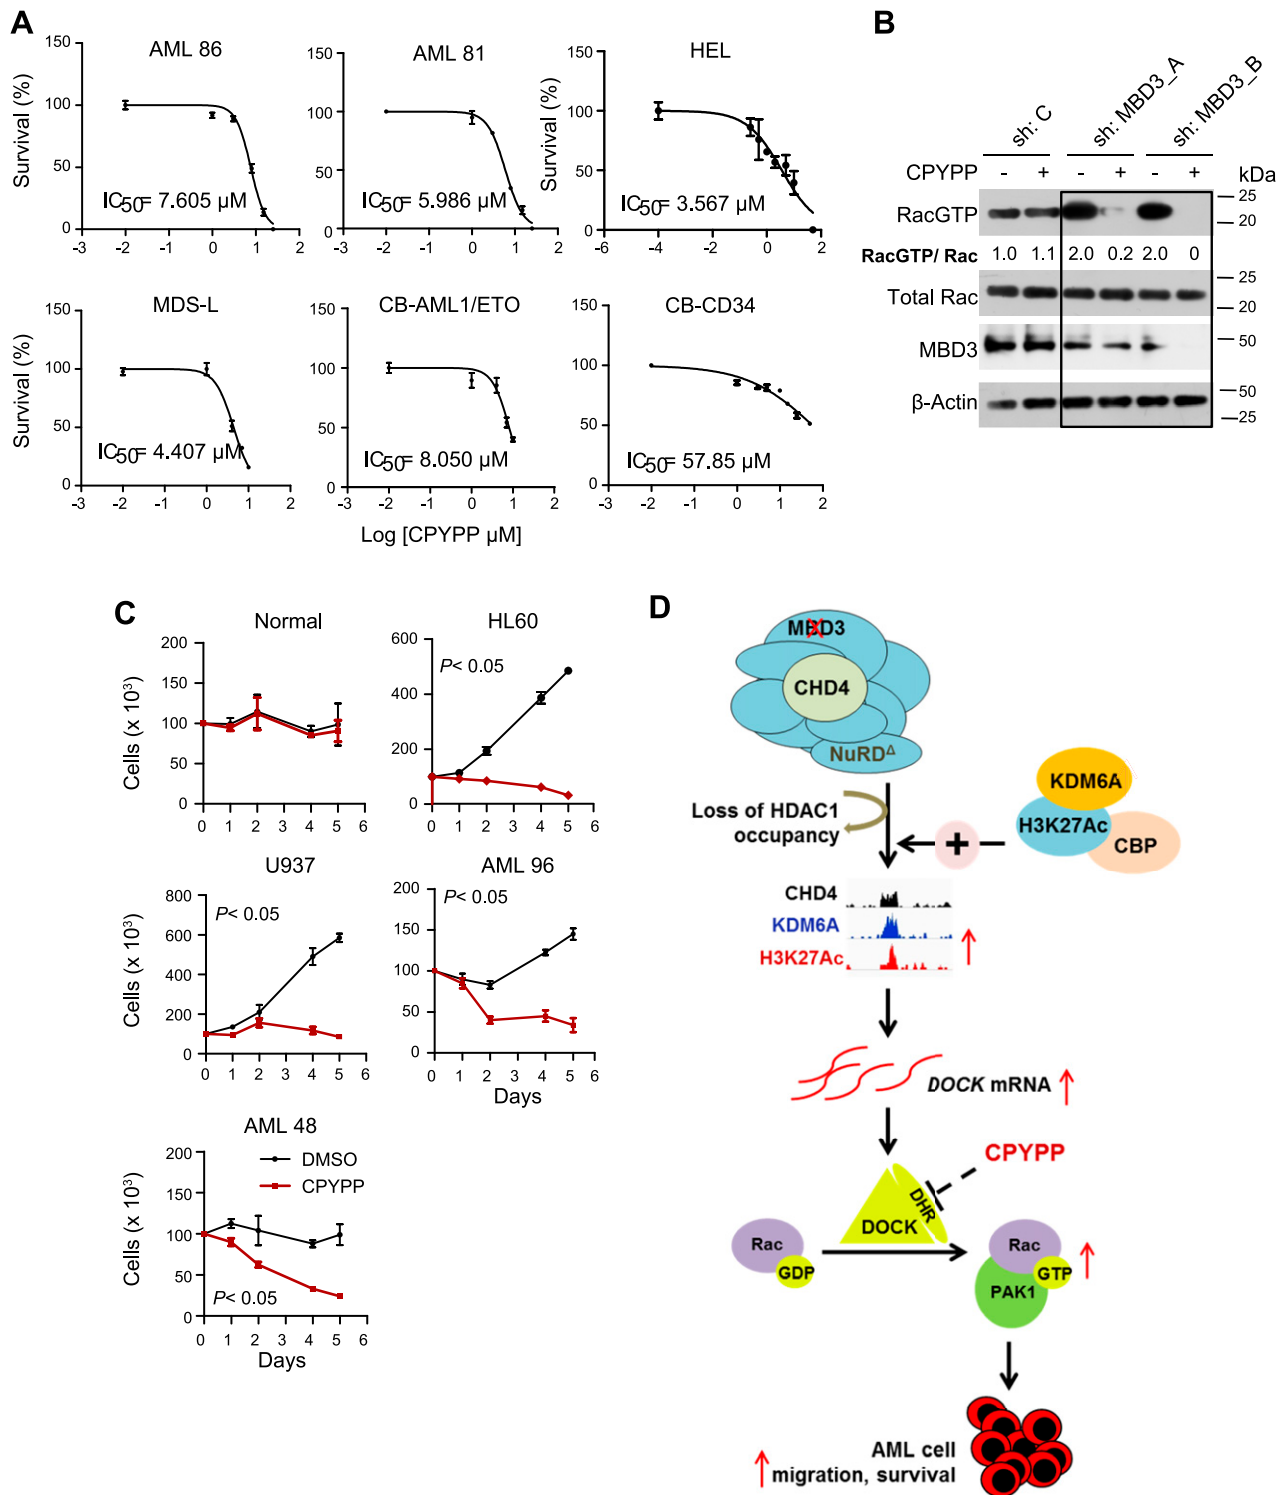 A
AML 86
Survival (%)
150
100
50
0
-3 -2 -1 0 1 2
IC50= 7.605 µM
AML 81
150
100
50
0
-3 -2 -1 0 1 2
IC50= 5.986 µM
HEL
Survival (%)
150
100
50
0
-6 -4 -2 0 2
IC50= 3.567 µM
MDS-L
Survival (%)
150
100
50
0
-3 -2 -1 0 1 2
IC50= 4.407 µM
CB-AML1/ETO
150
100
50
0
-3 -2 -1 0 1 2
IC50= 8.050 µM
CB-CD34
150
100
50
0
-3 -2 -1 0 1 2
IC50= 57.85 µM
Log [CPYPP µM]
B
sh: C
sh: MBD3_A
sh: MBD3_B
CPYPP - + - + - + kDa
RacGTP
25
20
RacGTP/ Rac 1.0 1.1 2.0 0.2 2.0 0
Total Rac
25
20
MBD3
50
β-Actin
50
25
C
Normal
Cells (x 10³)
200
150
100
50
0
0 1 2 3 4 5 6
HL60
P< 0.05
600
400
200
0
0 1 2 3 4 5 6
U937
P< 0.05
Cells (x 10³)
800
600
400
200
0
0 1 2 3 4 5 6
AML 96
P< 0.05
200
150
100
50
0
0 1 2 3 4 5 6
Days
AML 48
DMSO
CPYPP
Cells (x 10³)
200
150
100
50
0
P< 0.05
0 1 2 3 4 5 6
Days
D
MBD3
CHD4
NuRDΔ
Loss of HDAC1
occupancy
+
KDM6A
H3K27Ac
CBP
CHD4
KDM6A
H3K27Ac
DOCK mRNA
CPYPP
DHR
DOCK
Rac
GDP
Rac
GTP
PAK1
AML cell
migration, survival